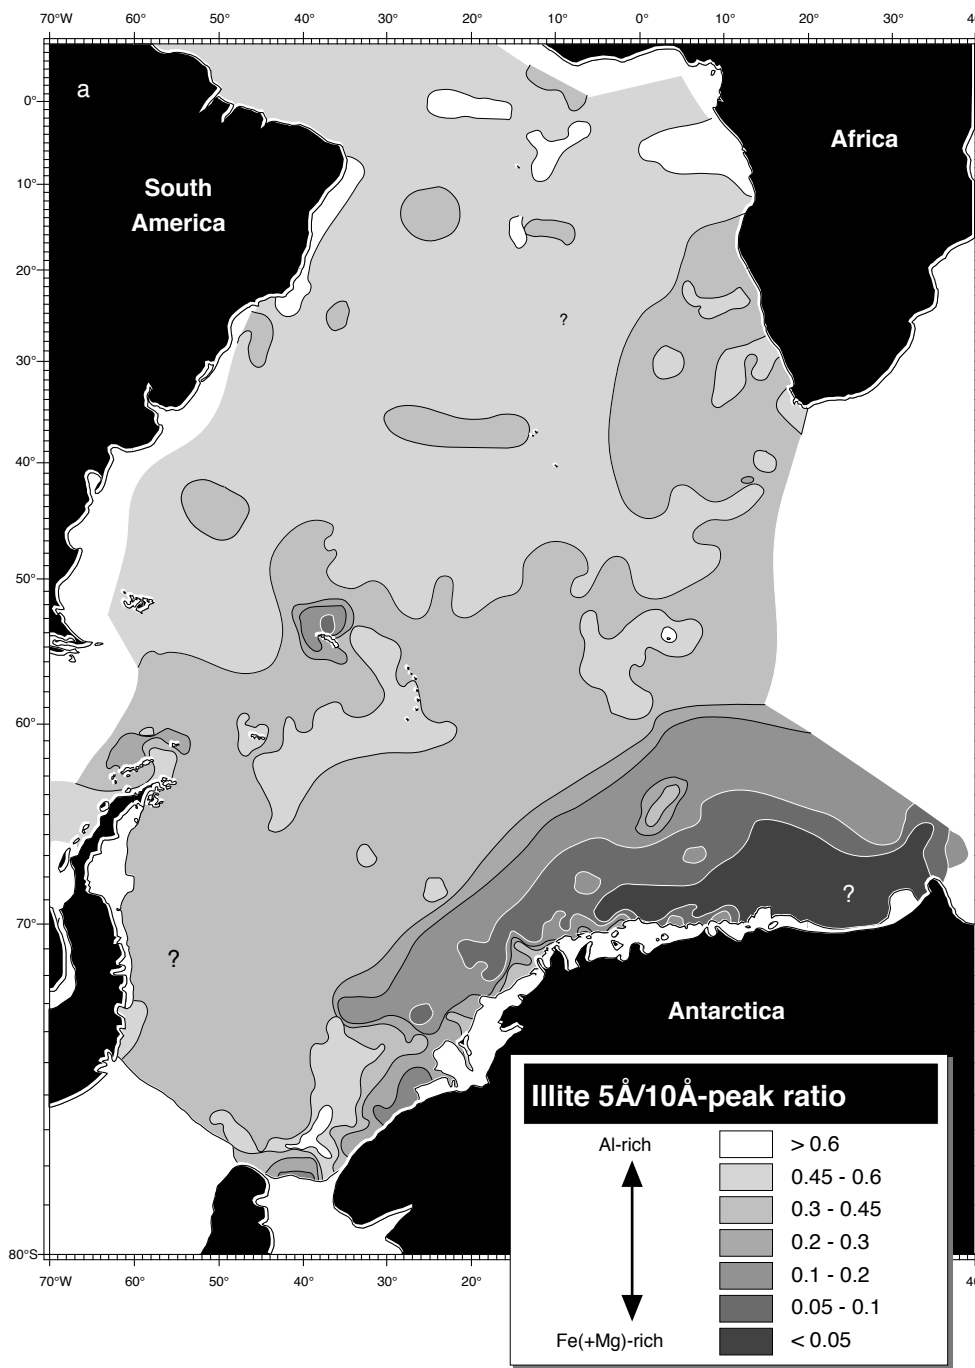 70°W 60° 50° 40° 30° 20° 10° 0° 10° 20° 30° 40
a
0°
Africa
South
America
10°
20°
?
30°
40°
50°
60°
?
70°
?
Antarctica
Illite 5Å/10Å-peak ratio
Al-rich
> 0.6
0.45 - 0.6
0.3 - 0.45
0.2 - 0.3
0.1 - 0.2
0.05 - 0.1
Fe(+Mg)-rich
< 0.05
80°S
70°W 60° 50° 40° 30° 20° 40